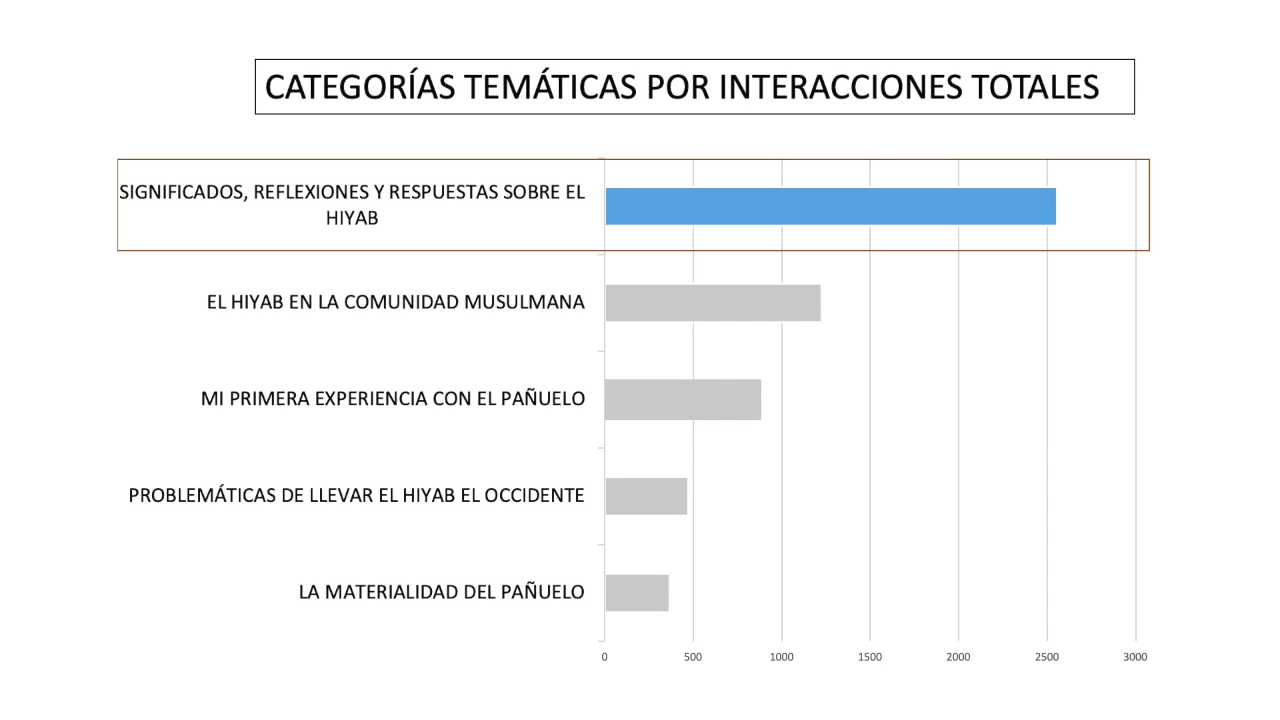 CATEGORÍAS TEMÁTICAS POR INTERACCIONES TOTALES
SIGNIFICADOS, REFLEXIONES Y RESPUESTAS SOBRE EL
HIYAB
EL HIYAB EN LA COMUNIDAD MUSULMANA
MI PRIMERA EXPERIENCIA CON EL PAÑUELO
PROBLEMÁTICAS DE LLEVAR EL HIYAB EL OCCIDENTE
LA MATERIALIDAD DEL PAÑUELO
0 500 1000 1500 2000 2500 3000